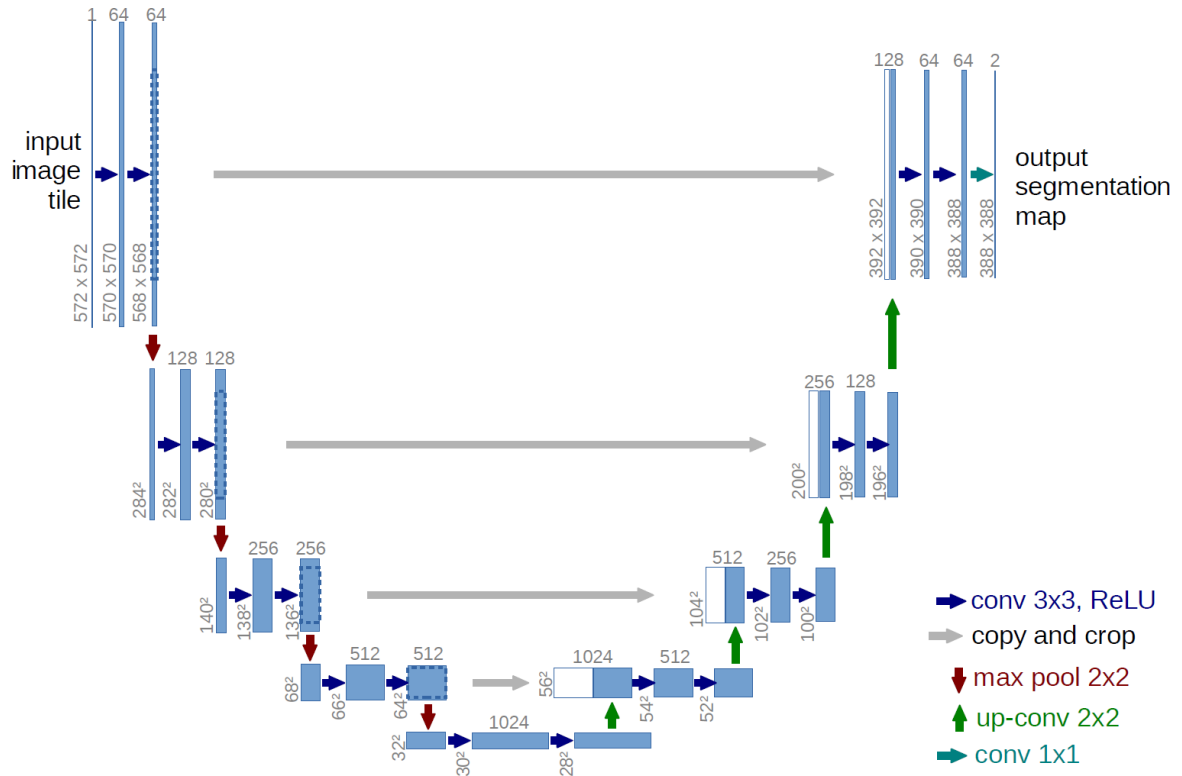 1 64 64
input
image
tile
572 x 572
570 x 570
568 x 568
128 64 64 2
output
segmentation
map
392 x 392
390 x 390
388 x 388
388 x 388
128 128
284²
282²
280²
256 128
200²
198²
196²
256 256
140²
138²
136²
512 256
104²
102²
100²
512 512
68²
66²
64²
1024 512
56²
54²
52²
1024
32²
30²
28²
conv 3x3, ReLU
copy and crop
max pool 2x2
up-conv 2x2
conv 1x1